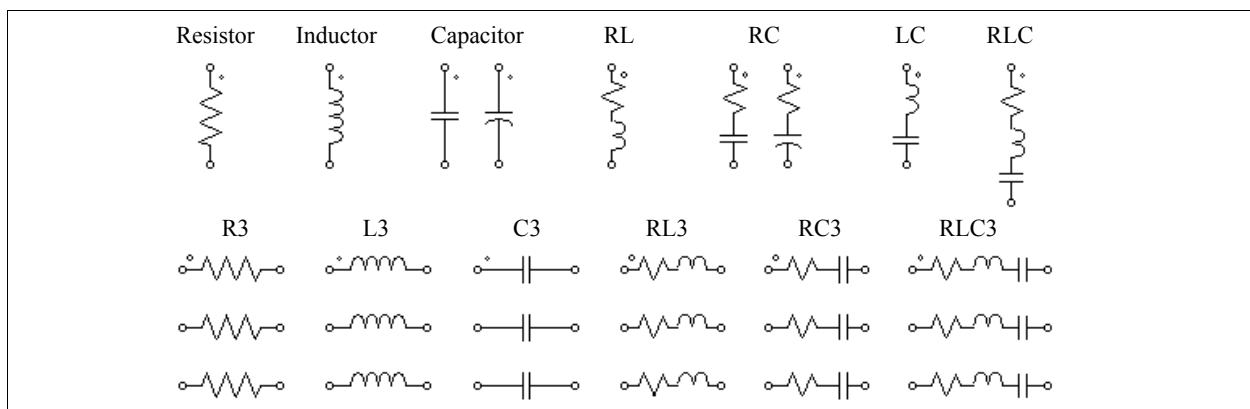 Resistor Inductor Capacitor RL RC LC RLC
R3 L3 C3 RL3 RC3 RLC3